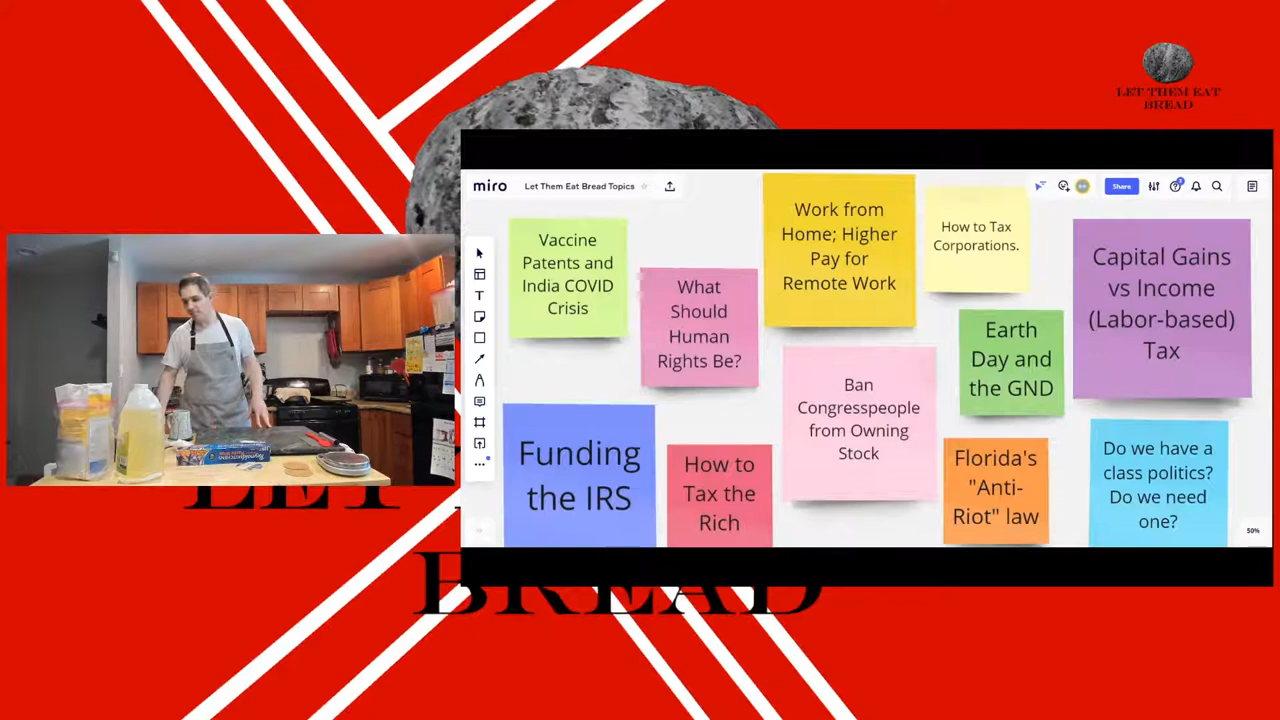 LET THEM EAT
BREAD
miro
Let Them Eat Bread Topics
Share
Vaccine
Patents and
India COVID
Crisis
What
Should
Human
Rights Be?
Work from
Home; Higher
Pay for
Remote Work
How to Tax
Corporations.
Capital Gains
vs Income
(Labor-based)
Tax
Earth
Day and
the GND
Ban
Congresspeople
from Owning
Stock
Funding
the IRS
How to
Tax the
Rich
Florida's
"Anti-
Riot" law
Do we have a
class politics?
Do we need
one?
50%
LET
BREAD